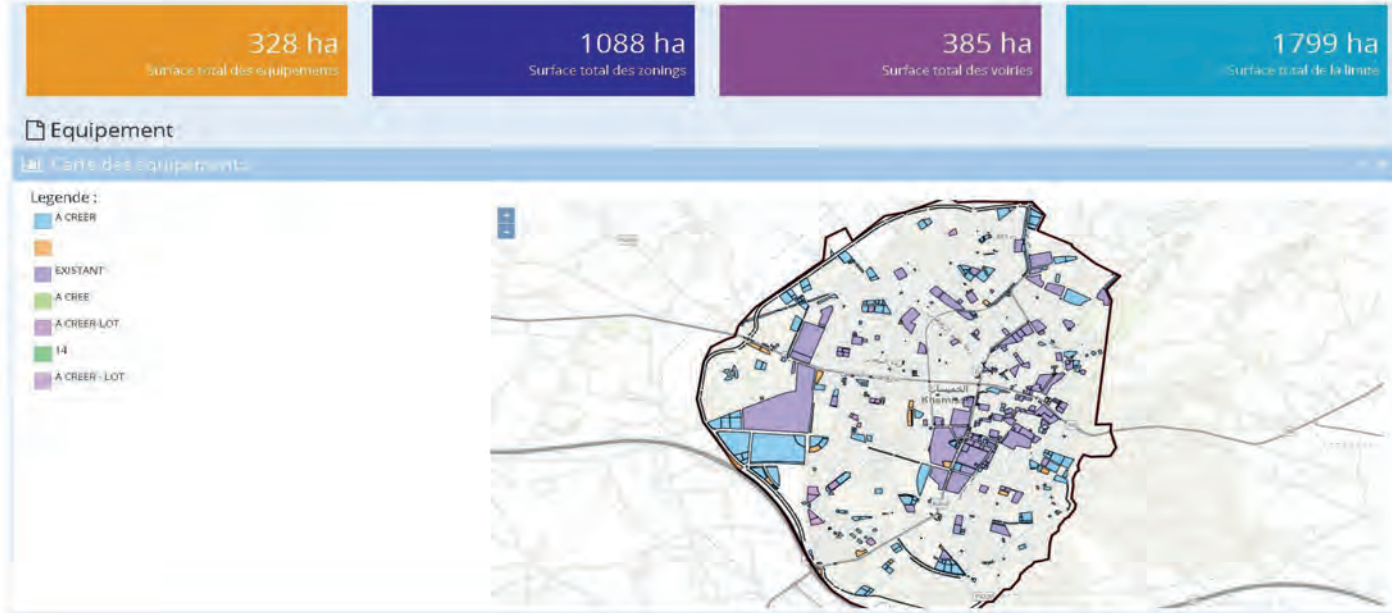 328 ha
Surface total des equipements
1088 ha
Surface total des zonings
385 ha
Surface total des voiries
1799 ha
Surface total de la limite
Equipement
Carte des equipements
Legende :
A CREER
EXISTANT
A CREE
A CREER-LOT
14
A CREER - LOT
+
-
الخميسات